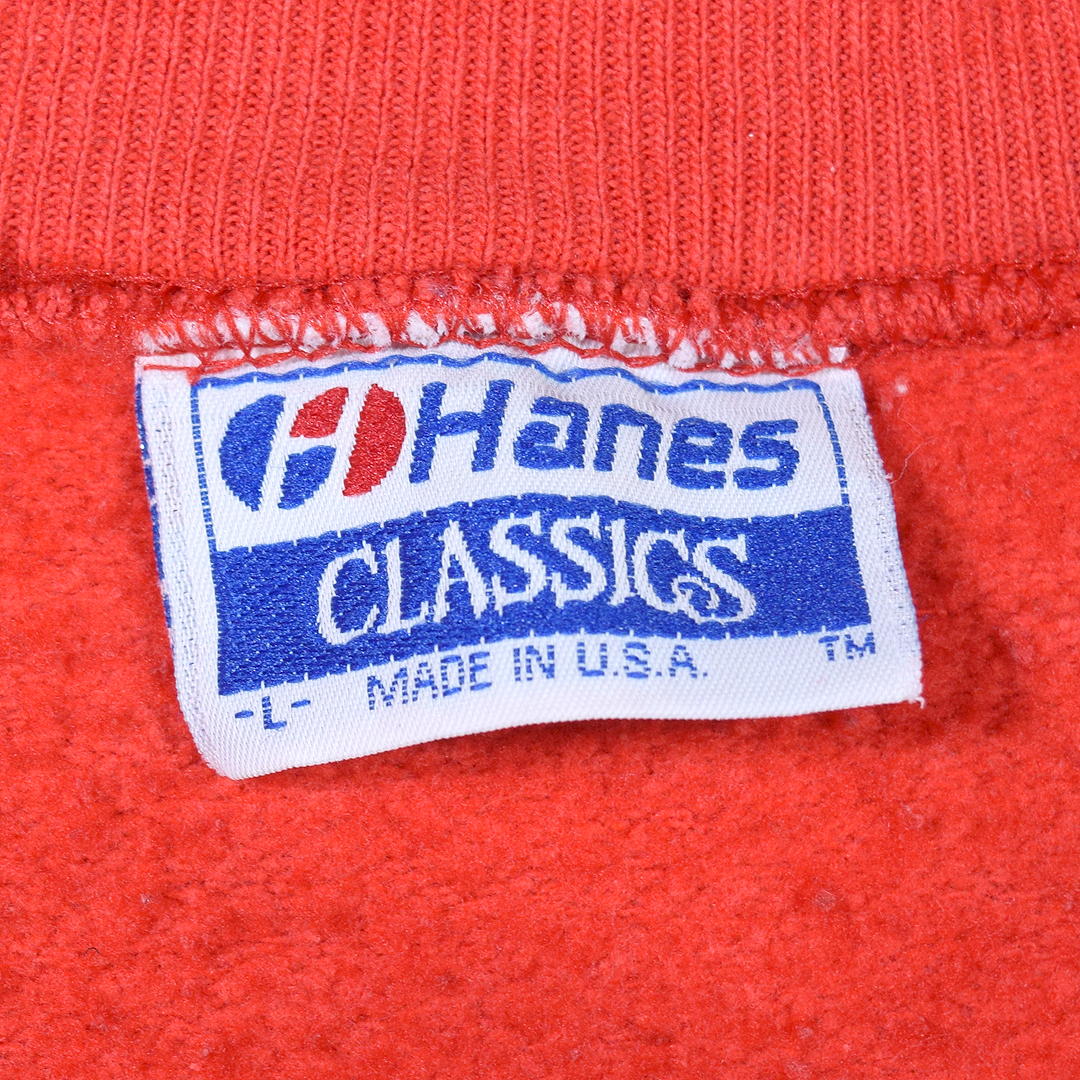 Hanes
CLASSICS
TM
-L- MADE IN U.S.A.